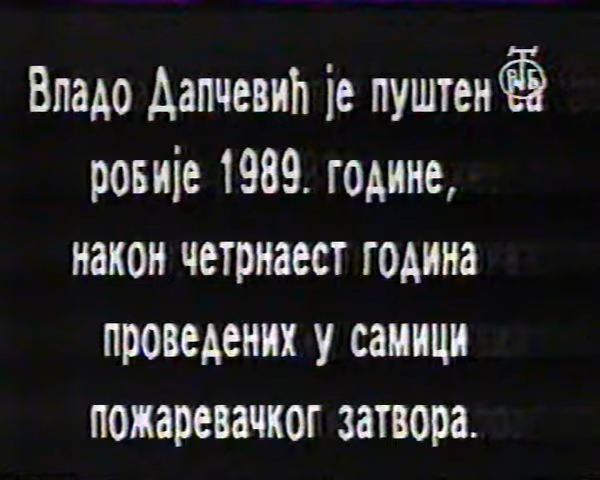 Владо Дапчевић је пуштен са
робије 1989. године,
након четрнаест година
проведених у самици
пожаревачког затвора.